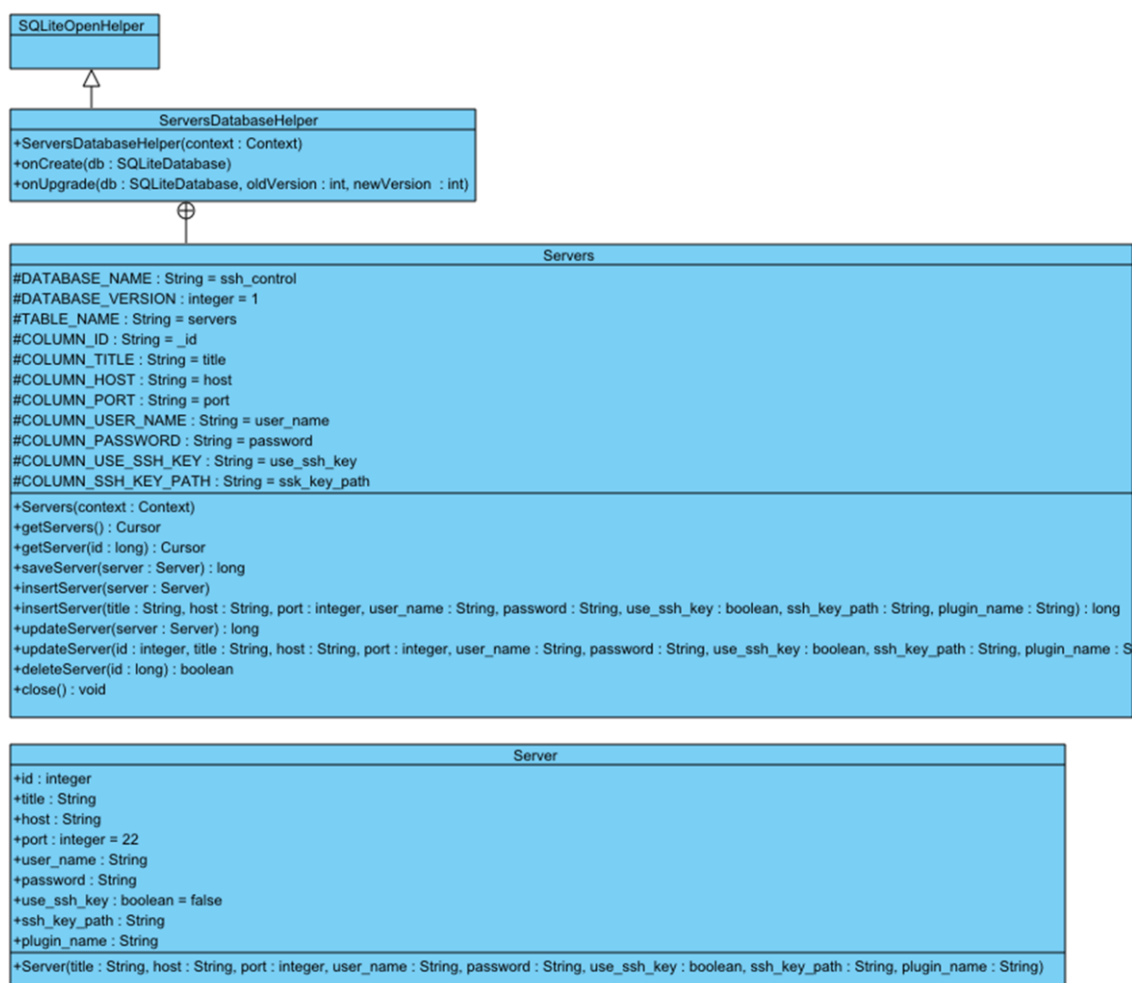 SQLiteOpenHelper
ServersDatabaseHelper
+ServersDatabaseHelper(context : Context)
+onCreate(db : SQLiteDatabase)
+onUpgrade(db : SQLiteDatabase, oldVersion : int, newVersion : int)
Servers
#DATABASE_NAME : String = ssh_control
#DATABASE_VERSION : integer = 1
#TABLE_NAME : String = servers
#COLUMN_ID : String = _id
#COLUMN_TITLE : String = title
#COLUMN_HOST : String = host
#COLUMN_PORT : String = port
#COLUMN_USER_NAME : String = user_name
#COLUMN_PASSWORD : String = password
#COLUMN_USE_SSH_KEY : String = use_ssh_key
#COLUMN_SSH_KEY_PATH : String = ssk_key_path
+Servers(context : Context)
+getServers() : Cursor
+getServer(id : long) : Cursor
+saveServer(server : Server) : long
+insertServer(server : Server)
+insertServer(title : String, host : String, port : integer, user_name : String, password : String, use_ssh_key : boolean, ssh_key_path : String, plugin_name : String) : long
+updateServer(server : Server) : long
+updateServer(id : integer, title : String, host : String, port : integer, user_name : String, password : String, use_ssh_key : boolean, ssh_key_path : String, plugin_name : S
+deleteServer(id : long) : boolean
+close() : void
Server
+id : integer
+title : String
+host : String
+port : integer = 22
+user_name : String
+password : String
+use_ssh_key : boolean = false
+ssh_key_path : String
+plugin_name : String
+Server(title : String, host : String, port : integer, user_name : String, password : String, use_ssh_key : boolean, ssh_key_path : String, plugin_name : String)